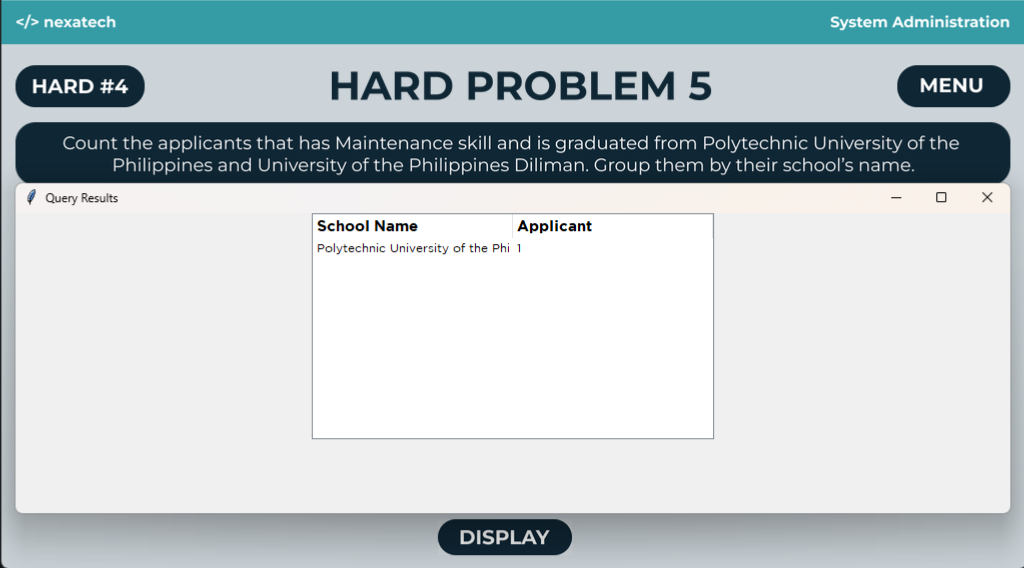 </> nexatech
System Administration
HARD #4
HARD PROBLEM 5
MENU
Count the applicants that has Maintenance skill and is graduated from Polytechnic University of the
Philippines and University of the Philippines Diliman. Group them by their school’s name.
Query Results
School Name Applicant
Polytechnic University of the Phi 1
DISPLAY